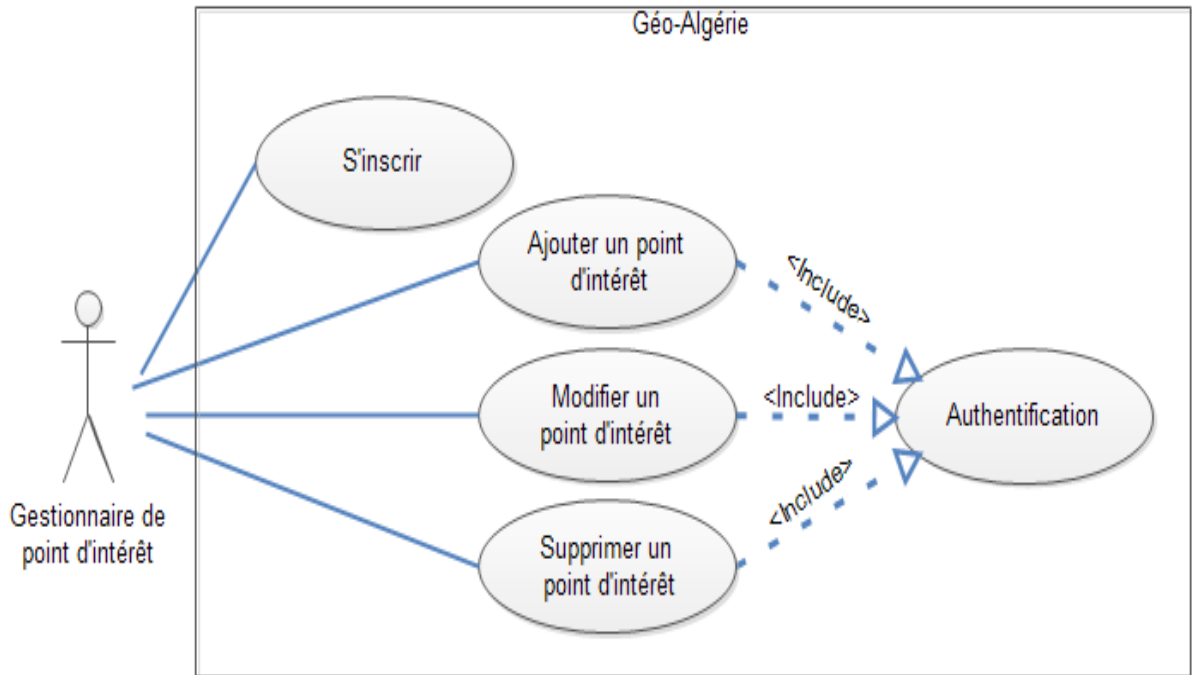 Géo-Algérie
S'inscrir
Ajouter un point
d'intérêt
<Include>
Modifier un
point d'intérêt
<Include>
Authentification
<Include>
Supprimer un
point d'intérêt
Gestionnaire de
point d'intérêt